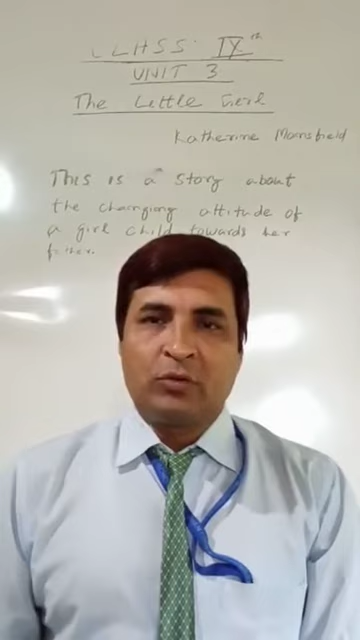 CLASS. IXth
UNIT 3
The Little Girl
Katherine Mansfield
This is a story about
the changing attitude of
a girl child towards her
father.